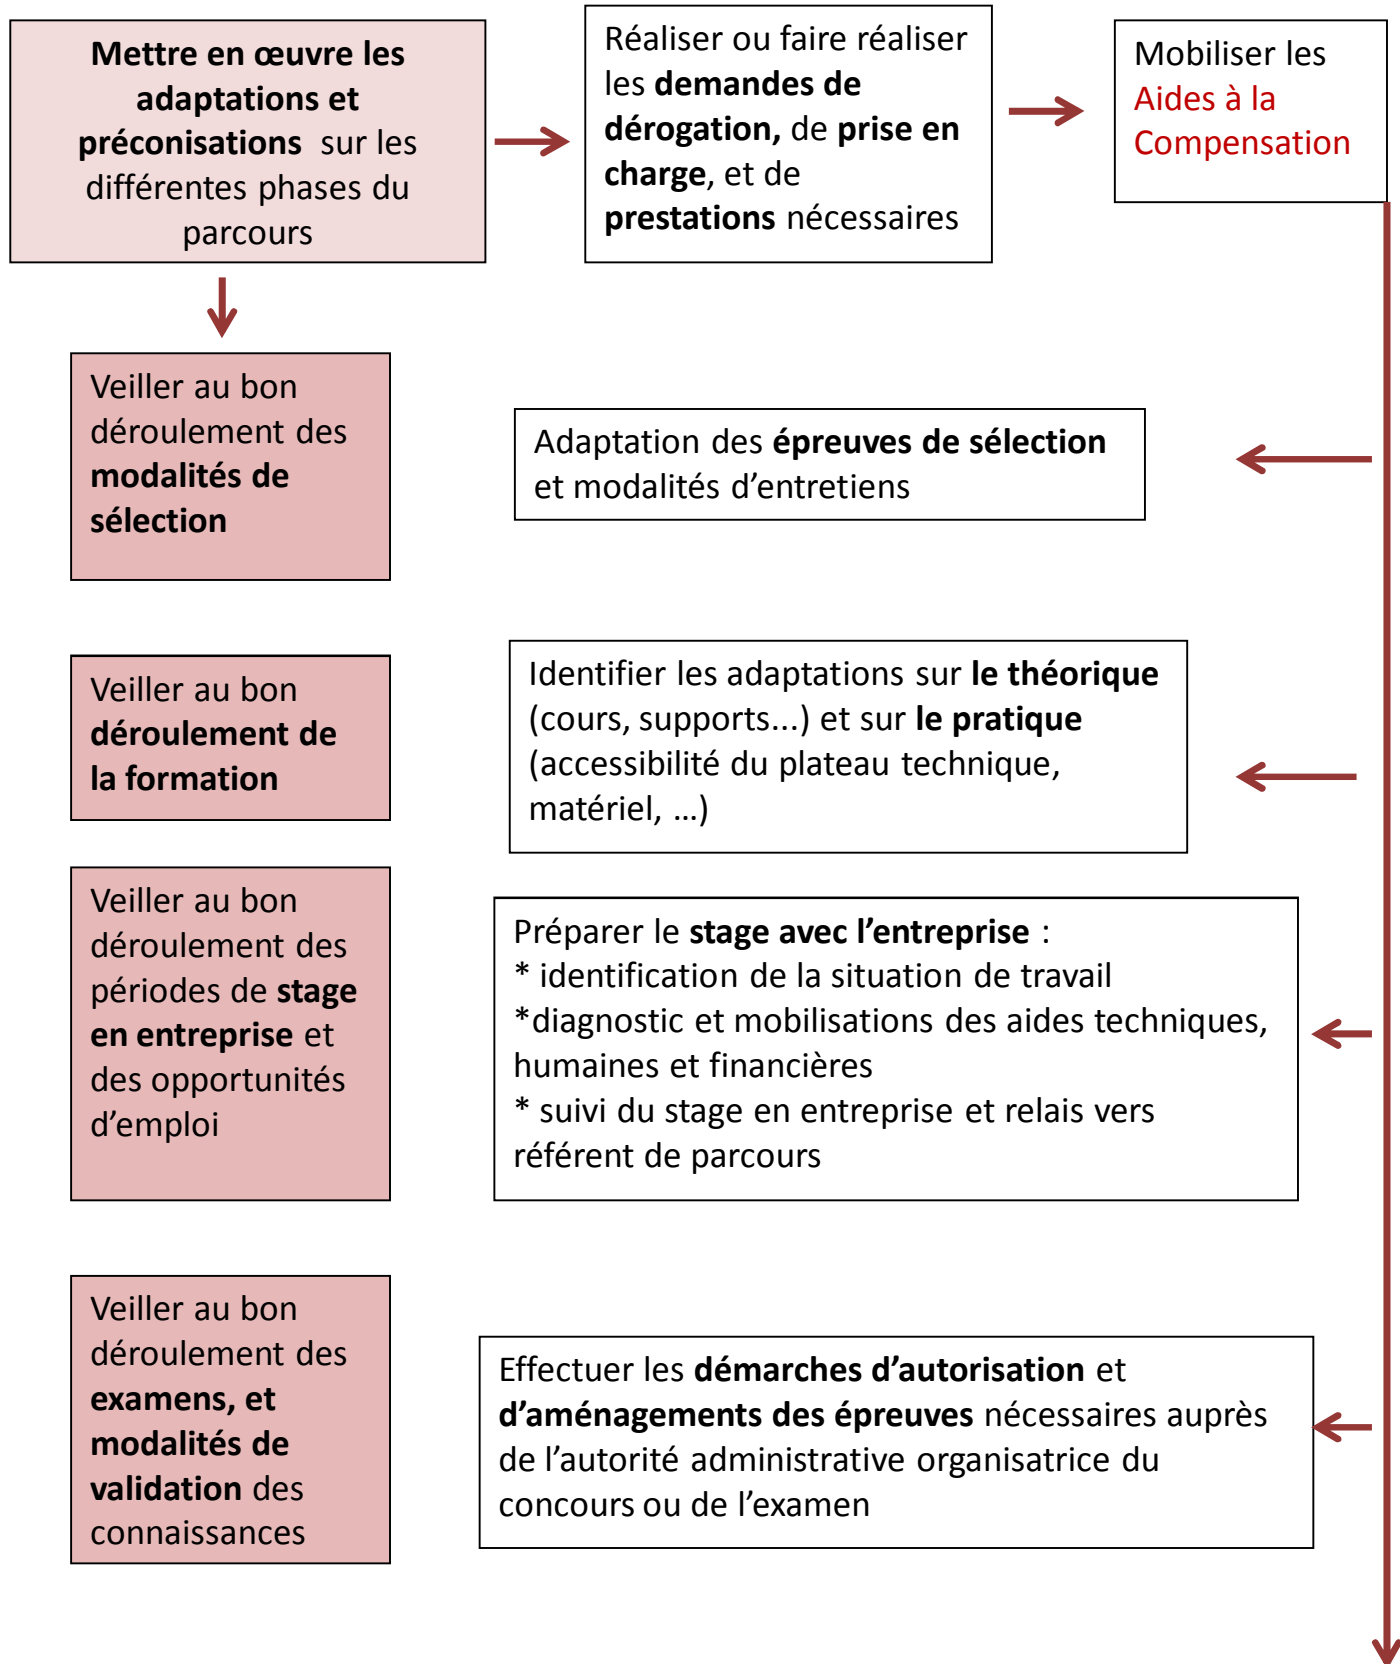 Mettre en œuvre les
adaptations et
préconisations sur les
différentes phases du
parcours
Réaliser ou faire réaliser
les demandes de
dérogation, de prise en
charge, et de
prestations nécessaires
Mobiliser les
Aides à la
Compensation
Veiller au bon
déroulement des
modalités de
sélection
Adaptation des épreuves de sélection
et modalités d’entretiens
Veiller au bon
déroulement de
la formation
Identifier les adaptations sur le théorique
(cours, supports...) et sur le pratique
(accessibilité du plateau technique,
matériel, …)
Veiller au bon
déroulement des
périodes de stage
en entreprise et
des opportunités
d’emploi
Préparer le stage avec l’entreprise :
* identification de la situation de travail
*diagnostic et mobilisations des aides techniques,
humaines et financières
* suivi du stage en entreprise et relais vers
référent de parcours
Veiller au bon
déroulement des
examens, et
modalités de
validation des
connaissances
Effectuer les démarches d’autorisation et
d’aménagements des épreuves nécessaires auprès
de l’autorité administrative organisatrice du
concours ou de l’examen